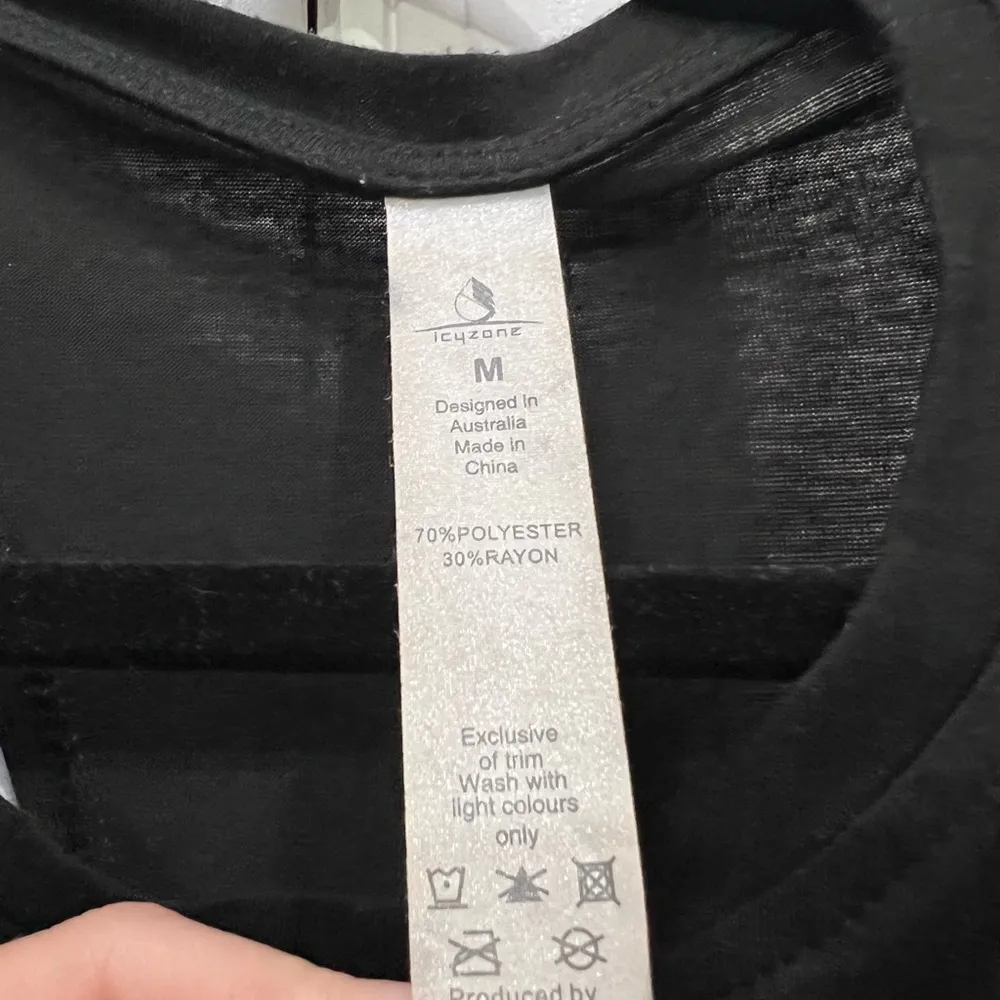 icyzone
M
Designed in
Australia
Made in
China
70%POLYESTER
30%RAYON
Exclusive
of trim
Wash with
light colours
only
Produced by